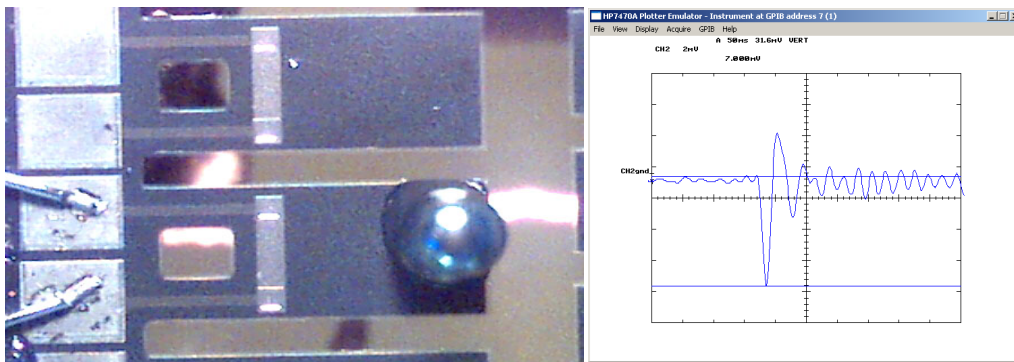 HP7470A Plotter Emulator - Instrument at GPIB address 7 (1)
File View Display Acquire GPIB Help
A 50ms 31.6mV VERT
CH2 2mV
7.000mV
CH2gnd